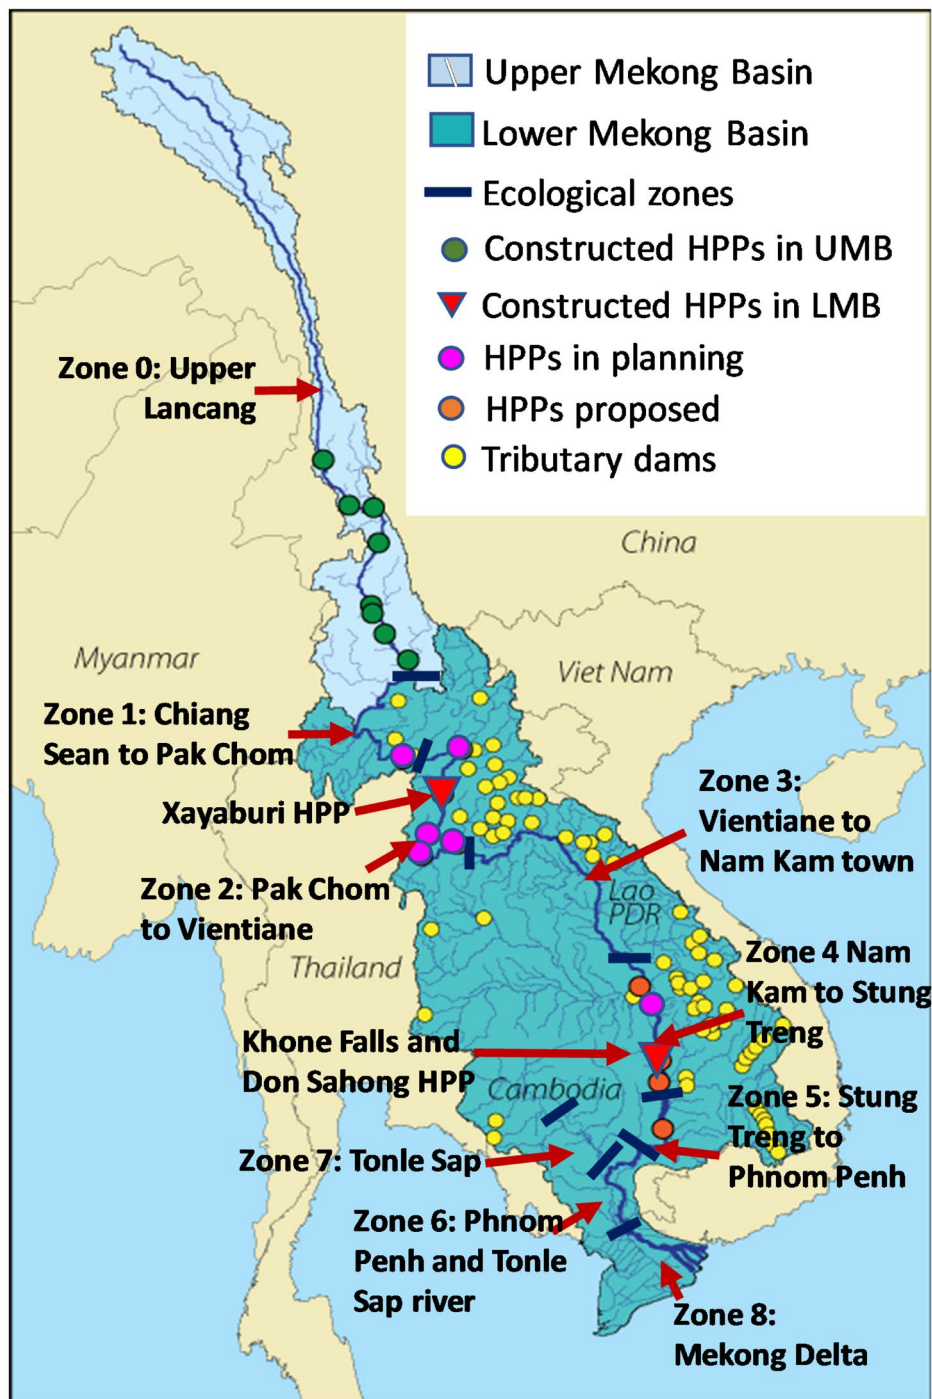 Upper Mekong Basin
Lower Mekong Basin
Ecological zones
Constructed HPPs in UMB
Constructed HPPs in LMB
HPPs in planning
HPPs proposed
Tributary dams
Zone 0: Upper
Lancang
China
Myanmar
Viet Nam
Zone 1: Chiang
Sean to Pak Chom
Xayaburi HPP
Zone 3:
Vientiane to
Nam Kam town
Zone 2: Pak Chom
to Vientiane
Lao
PDR
Thailand
Zone 4 Nam
Kam to Stung
Treng
Khone Falls and
Don Sahong HPP
Cambodia
Zone 5: Stung
Treng to
Phnom Penh
Zone 7: Tonle Sap
Zone 6: Phnom
Penh and Tonle
Sap river
Zone 8:
Mekong Delta